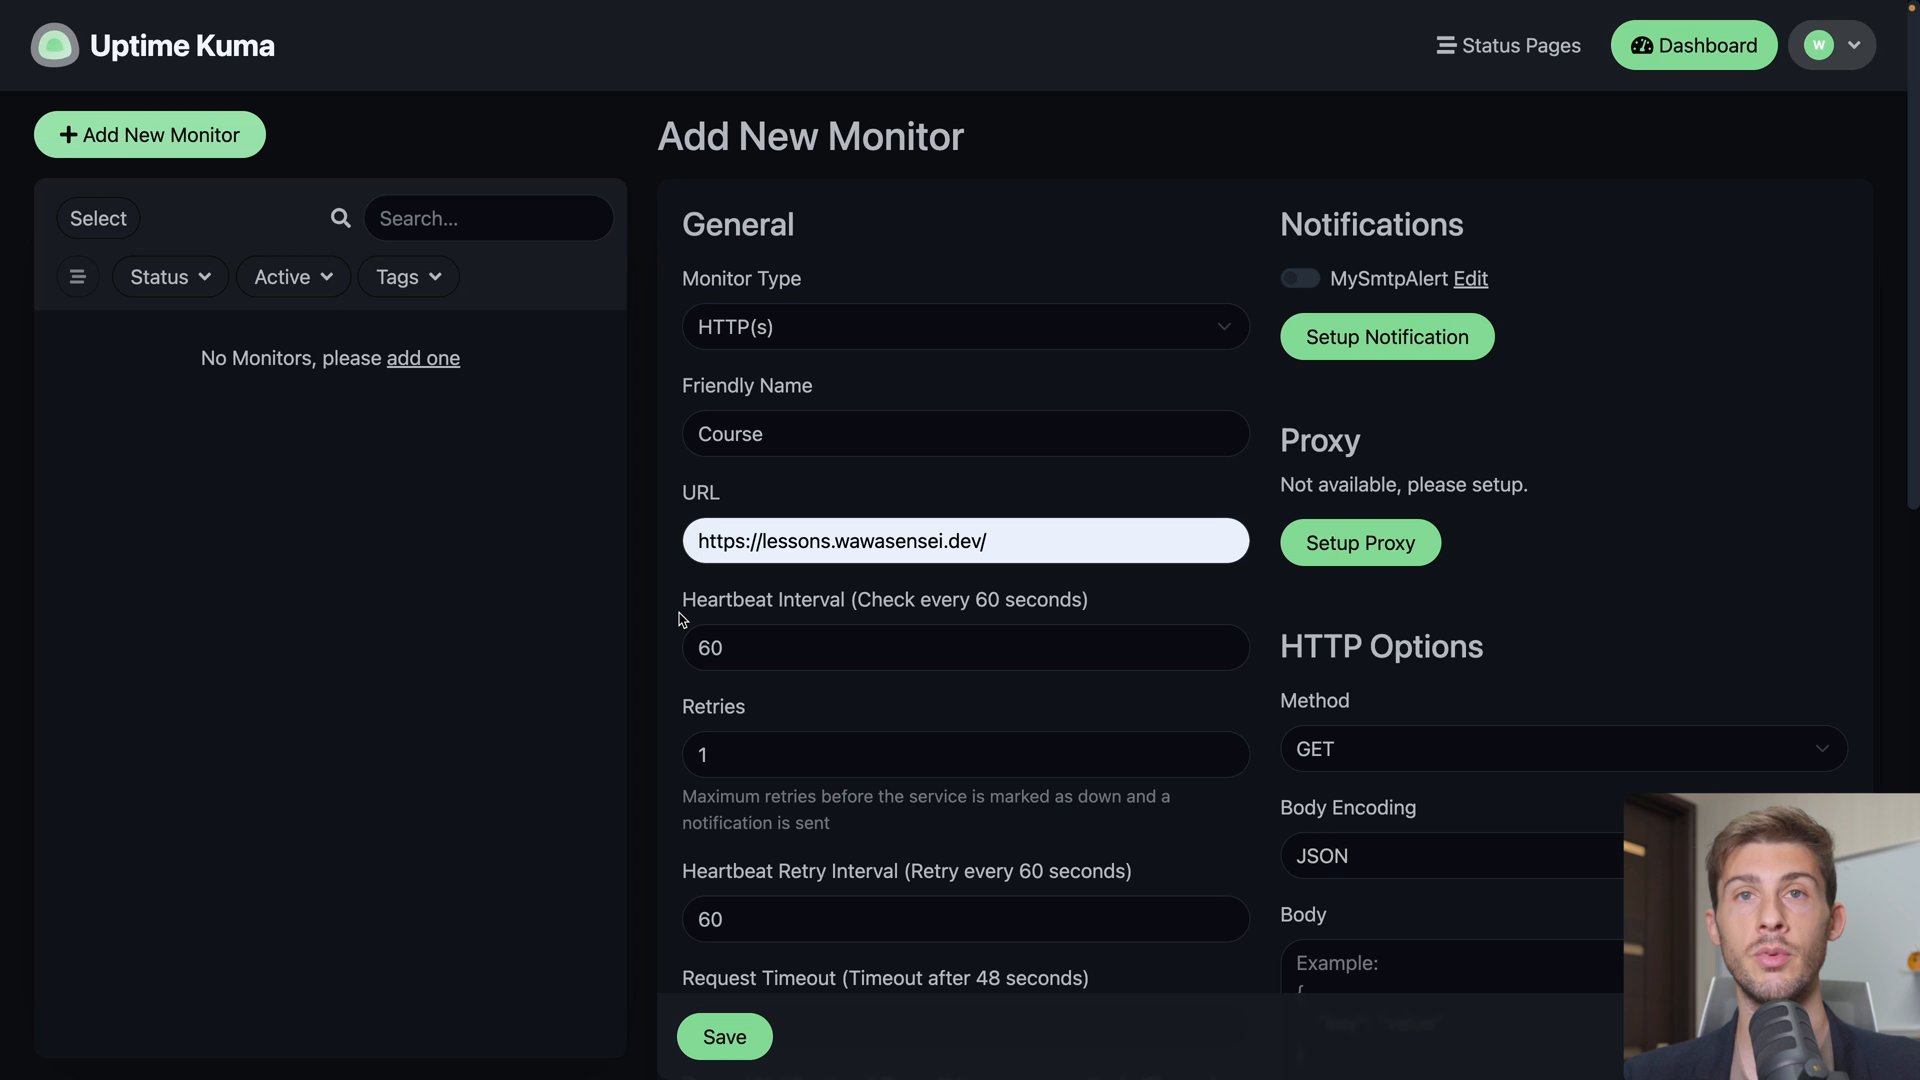 Uptime Kuma
Status Pages
Dashboard
W
Add New Monitor
Select
Search...
Status
Active
Tags
No Monitors, please add one
Add New Monitor
General
Monitor Type
HTTP(s)
Friendly Name
Course
URL
https://lessons.wawasensei.dev/
Heartbeat Interval (Check every 60 seconds)
60
Retries
1
Maximum retries before the service is marked as down and a
notification is sent
Heartbeat Retry Interval (Retry every 60 seconds)
60
Request Timeout (Timeout after 48 seconds)
Save
Notifications
MySmtpAlert Edit
Setup Notification
Proxy
Not available, please setup.
Setup Proxy
HTTP Options
Method
GET
Body Encoding
JSON
Body
Example:
{